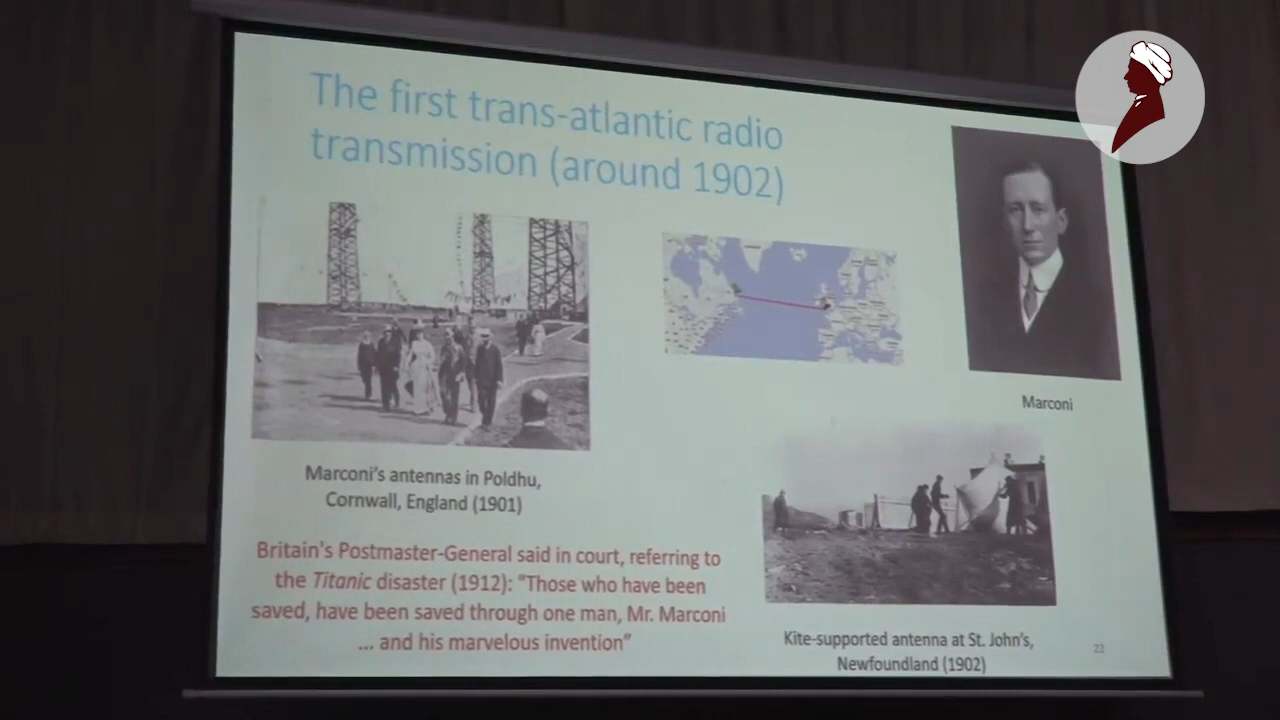 The first trans-atlantic radio
transmission (around 1902)
Marconi
Marconi's antennas in Poldhu,
Cornwall, England (1901)
Britain's Postmaster-General said in court, referring to
the Titanic disaster (1912): "Those who have been
saved, have been saved through one man, Mr. Marconi
... and his marvelous invention"
Kite-supported antenna at St. John's,
Newfoundland (1902)
22